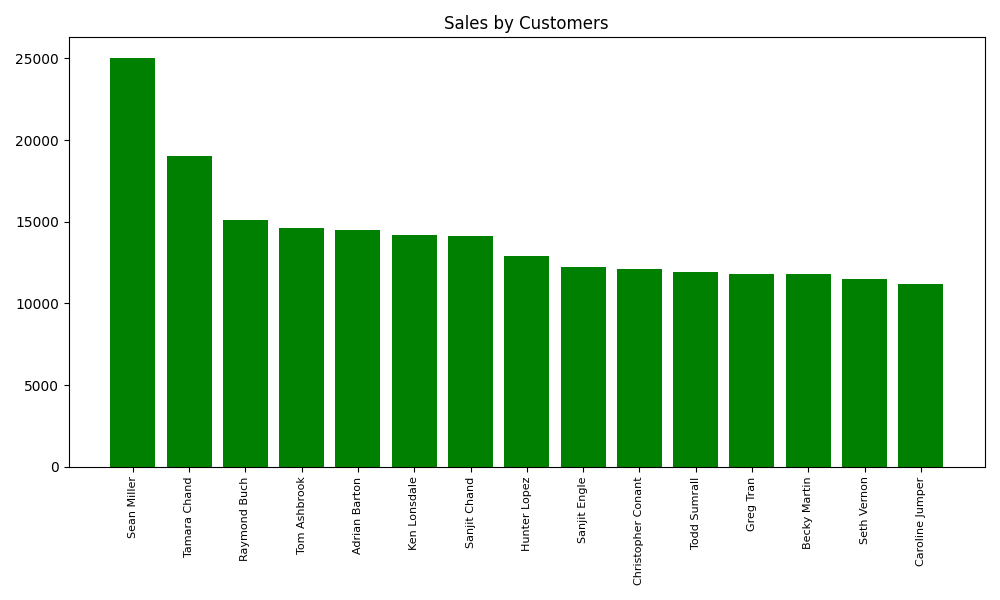 Sales by Customers
25000
20000
15000
10000
5000
0
Sean Miller
Tamara Chand
Raymond Buch
Tom Ashbrook
Adrian Barton
Ken Lonsdale
Sanjit Chand
Hunter Lopez
Sanjit Engle
Christopher Conant
Todd Sumrall
Greg Tran
Becky Martin
Seth Vernon
Caroline Jumper